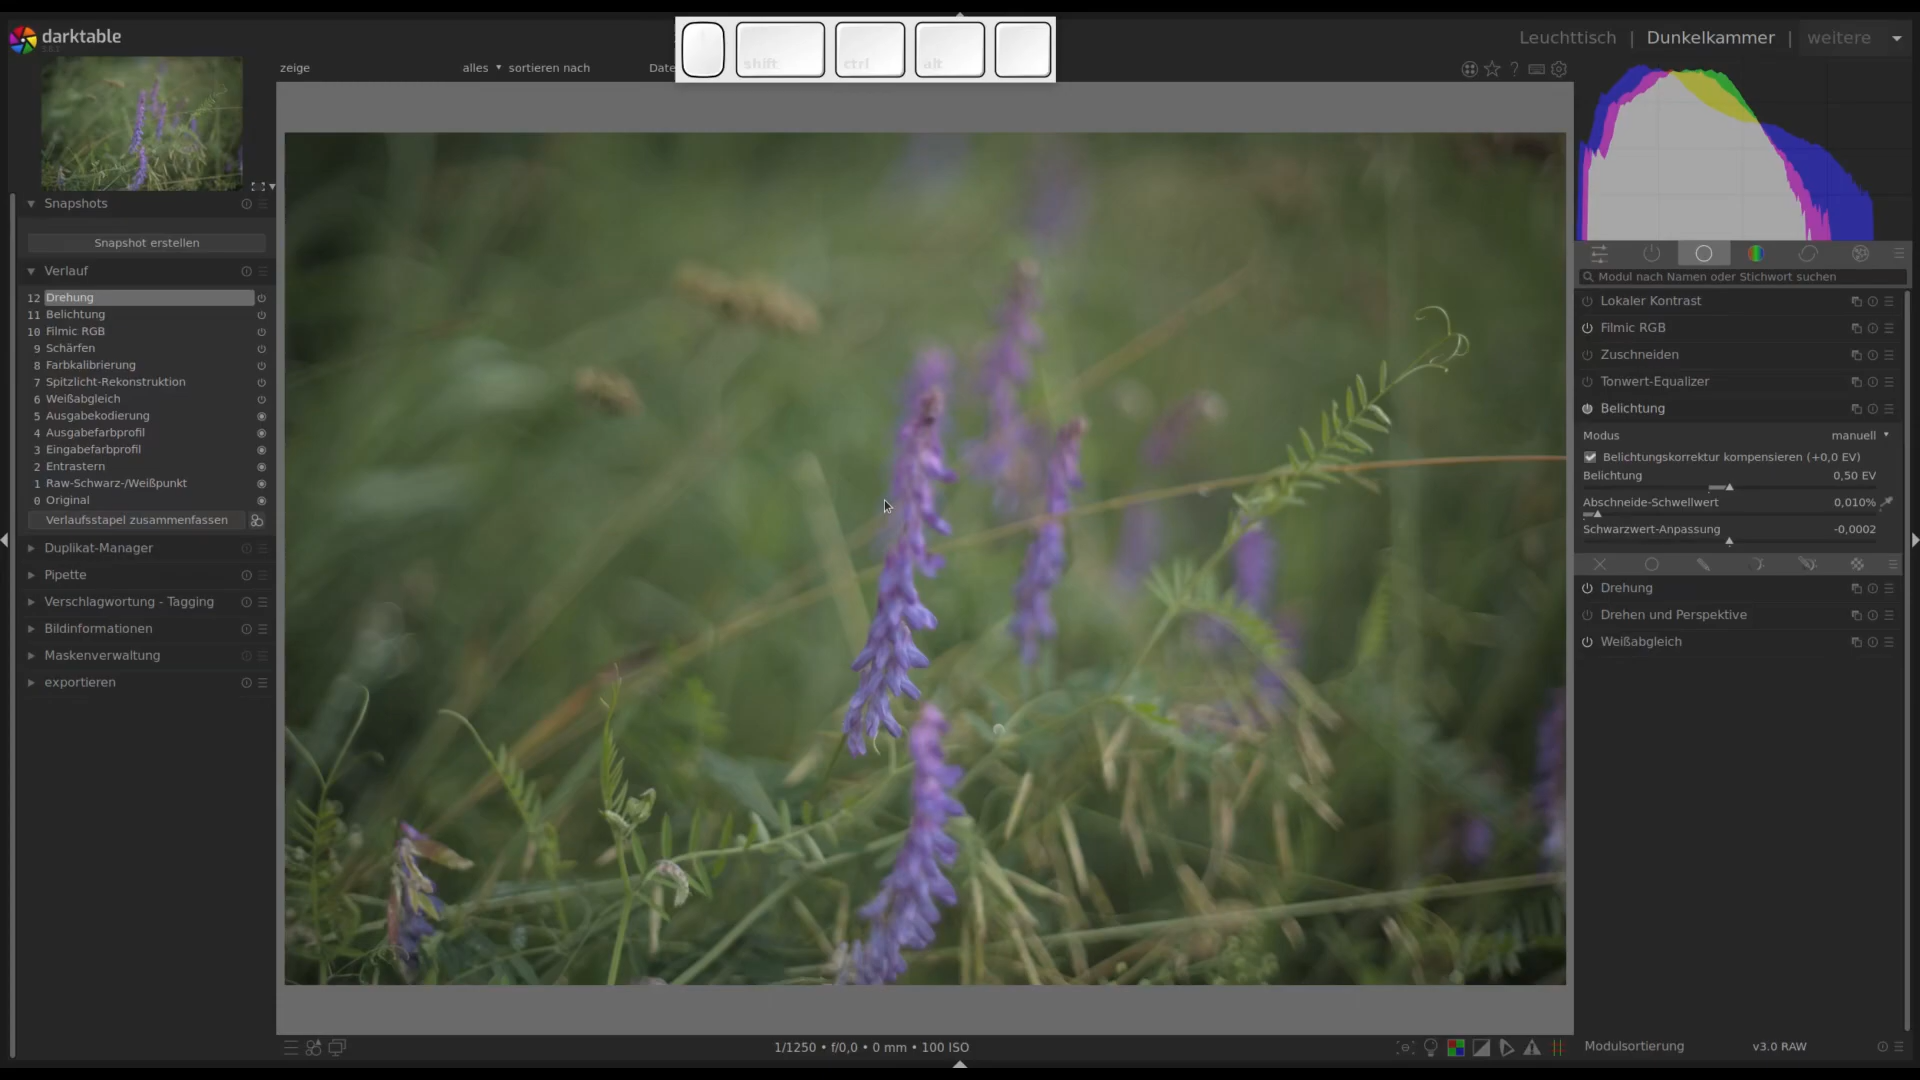 darktable
3.6.1
shift ctrl alt
Leuchttisch | Dunkelkammer | weitere
zeige alles sortieren nach Date
Snapshots
Snapshot erstellen
Verlauf
12 Drehung
11 Belichtung
10 Filmic RGB
9 Schärfen
8 Farbkalibrierung
7 Spitzlicht-Rekonstruktion
6 Weißabgleich
5 Ausgabekodierung
4 Ausgabefarbprofil
3 Eingabefarbprofil
2 Entrastern
1 Raw-Schwarz-/Weißpunkt
0 Original
Verlaufsstapel zusammenfassen
Duplikat-Manager
Pipette
Verschlagwortung - Tagging
Bildinformationen
Maskenverwaltung
exportieren
Modul nach Namen oder Stichwort suchen
Lokaler Kontrast
Filmic RGB
Zuschneiden
Tonwert-Equalizer
Belichtung
Modus manuell
Belichtungskorrektur kompensieren (+0,0 EV)
Belichtung 0,50 EV
Abschneide-Schwellwert 0,010%
Schwarzwert-Anpassung -0,0002
Drehung
Drehen und Perspektive
Weißabgleich
1/1250 • f/0,0 • 0 mm • 100 ISO
Modulsortierung v3.0 RAW